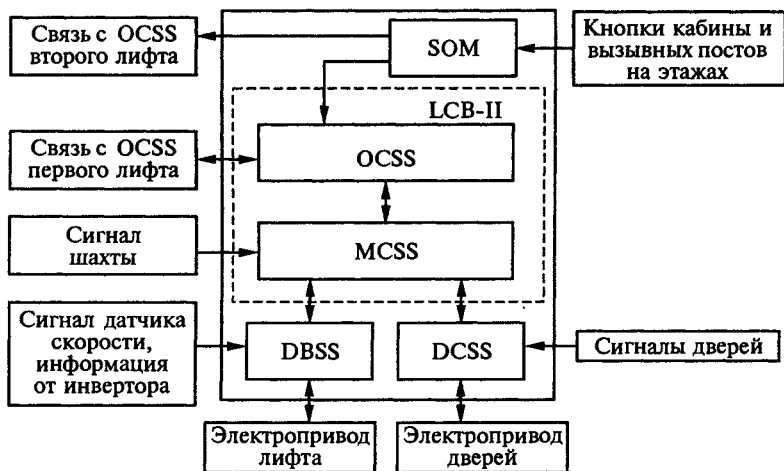 Связь с OCSS
второго лифта
SOM
Кнопки кабины и
вызывных постов
на этажах
LCB-II
Связь с OCSS
первого лифта
OCSS
Сигнал
шахты
MCSS
Сигнал датчика
скорости,
информация
от инвертора
DBSS
DCSS
Сигналы дверей
Электропривод
лифта
Электропривод
дверей